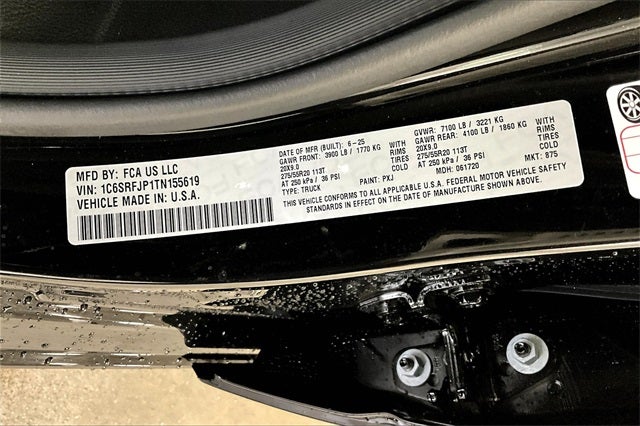 MFD BY: FCA US LLC
VIN: 1C6SRFJP1TN155619
VEHICLE MADE IN: U.S.A.
DATE OF MFR (BUILT): 6-25
GAWR FRONT: 3900 LB / 1770 KG WITH
20X9.0 RIMS
275/55R20 113T
AT 250 kPa / 36 PSI COLD
TYPE: TRUCK PAINT: PXJ
GVWR: 7100 LB / 3221 KG
GAWR REAR: 4100 LB / 1860 KG WITH
20X9.0 RIMS
275/55R20 113T
AT 250 kPa / 36 PSI COLD
MDH: 061720 MKT: 875
THIS VEHICLE CONFORMS TO ALL APPLICABLE U.S.A. FEDERAL MOTOR VEHICLE
SAFETY STANDARDS IN EFFECT ON THE DATE OF MANUFACTURE SHOWN ABOVE